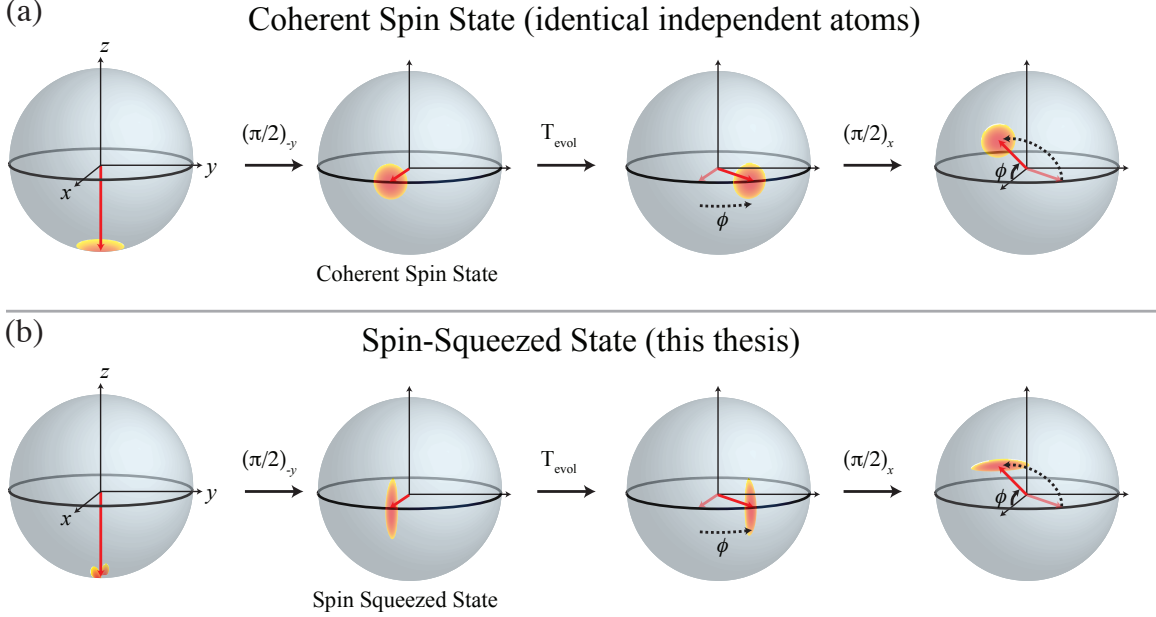 (a)
Coherent Spin State (identical independent atoms)
z
y
x
(π/2)-y
Tevol
ϕ
(π/2)x
ϕ
Coherent Spin State
(b)
Spin-Squeezed State (this thesis)
z
y
x
(π/2)-y
Tevol
ϕ
(π/2)x
ϕ
Spin Squeezed State